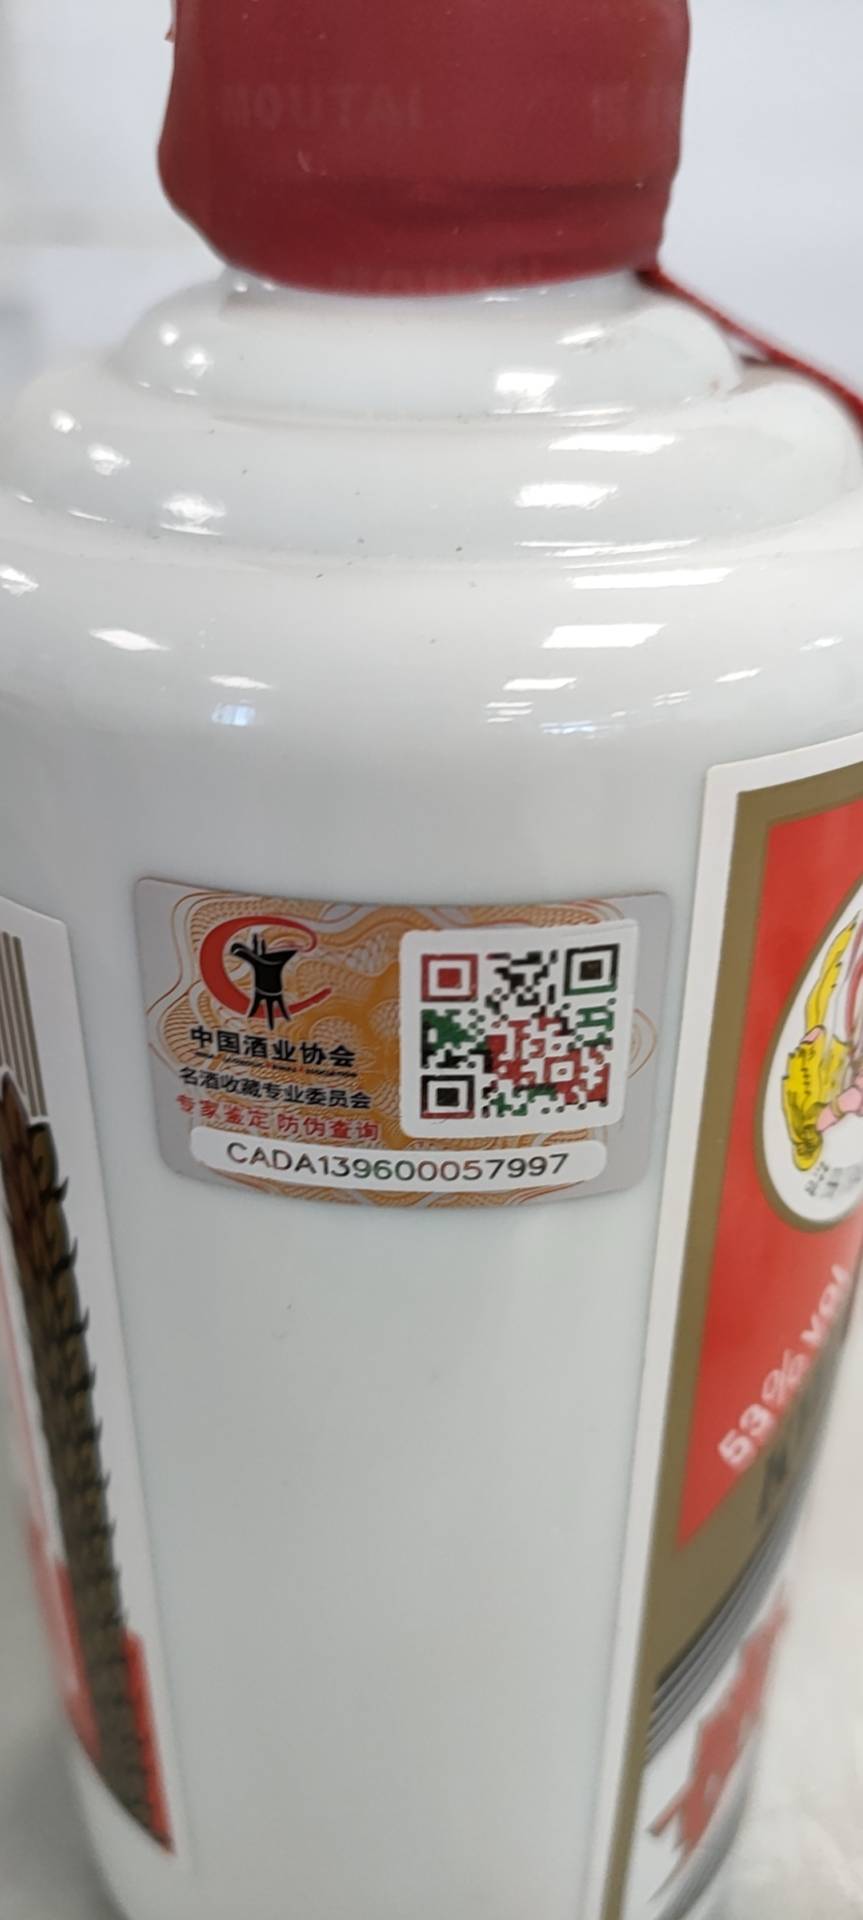 MOUTAI
中国酒业协会
名酒收藏专业委员会
专家鉴定 防伪查询
CADA139600057997
53%